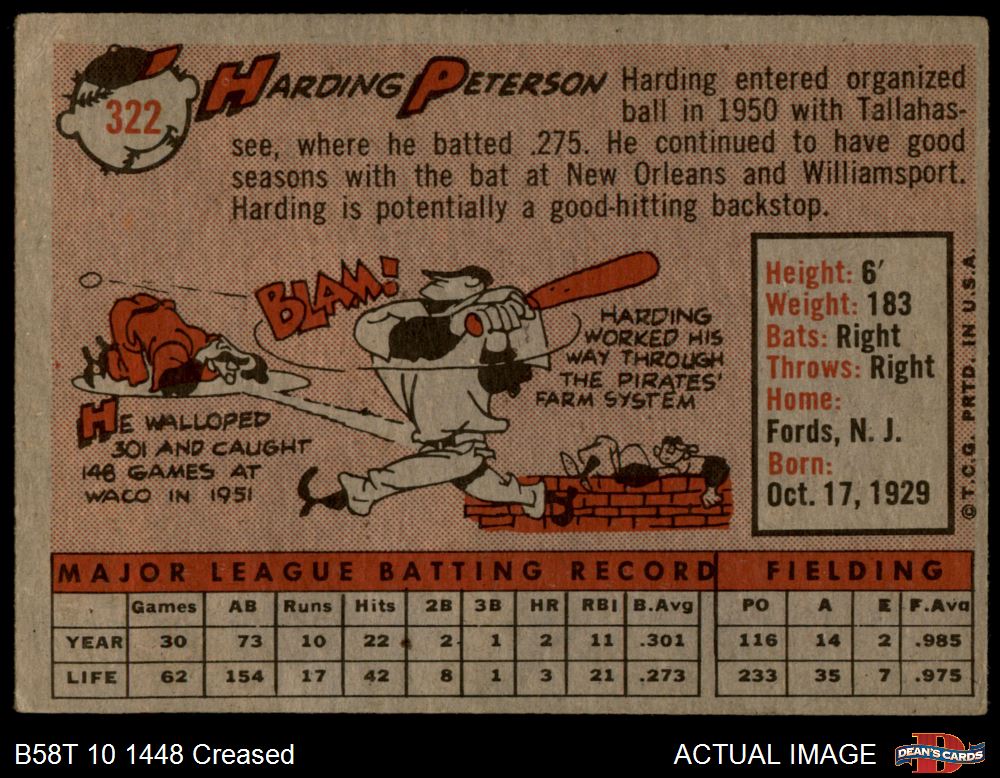 322
HARDING PETERSON
Harding entered organized
ball in 1950 with Tallahas-
see, where he batted .275. He continued to have good
seasons with the bat at New Orleans and Williamsport.
Harding is potentially a good-hitting backstop.
BLAM!
HARDING
WORKED HIS
WAY THROUGH
THE PIRATES'
FARM SYSTEM
HE WALLOPED
301 AND CAUGHT
148 GAMES AT
WACO IN 1951
Height: 6'
Weight: 183
Bats: Right
Throws: Right
Home:
Fords, N. J.
Born:
Oct. 17, 1929
© T.C.G. PRTD. IN U.S.A.
MAJOR LEAGUE BATTING RECORD FIELDING
Games AB Runs Hits 2B 3B HR RBI B.Avg PO A E F.Avg
YEAR 30 73 10 22 2 1 2 11 .301 116 14 2 .985
LIFE 62 154 17 42 8 1 3 21 .273 233 35 7 .975
B58T 10 1448 Creased ACTUAL IMAGE DEAN'S CARDS